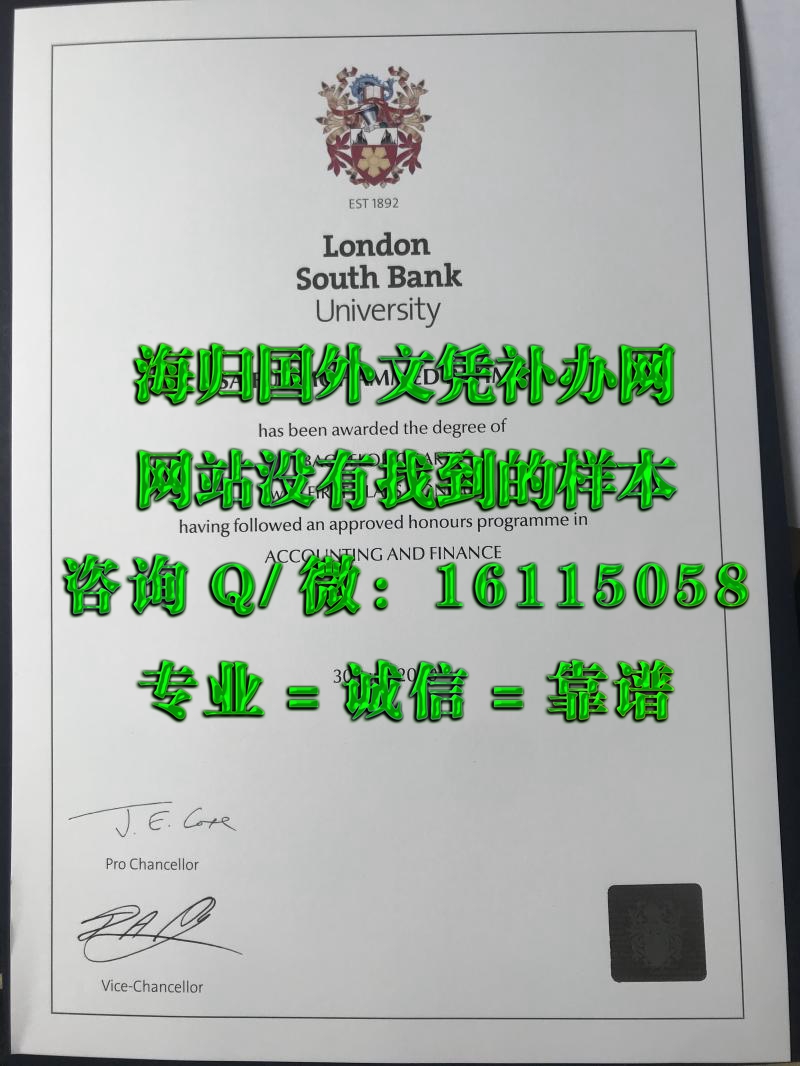 EST 1892
London
South Bank
University
海归国外文凭补办网
has been awarded the degree of
网站没有找到的样本
having followed an approved honours programme in
ACCOUNTING AND FINANCE
咨询 Q/ 微：16115058
专业 = 诚信 = 靠谱
J. E. Cope
Pro Chancellor
Vice-Chancellor